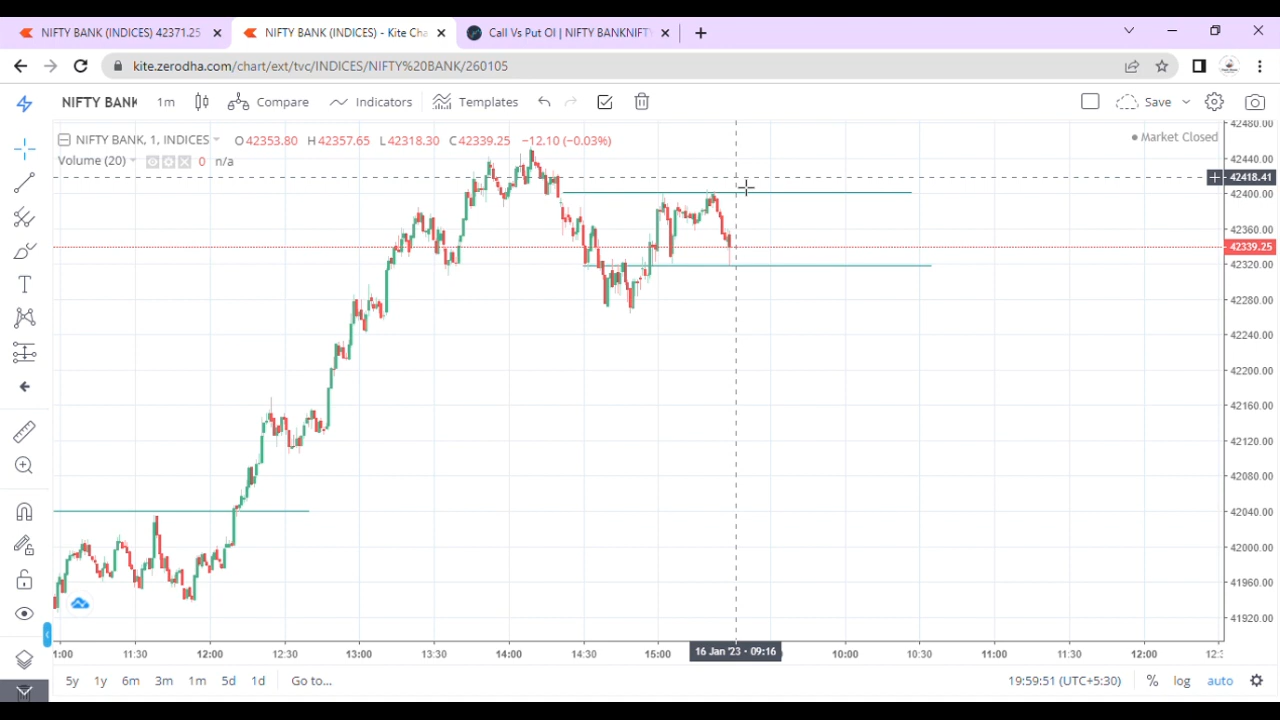 NIFTY BANK (INDICES) 42371.25
NIFTY BANK (INDICES) - Kite Cha
Call Vs Put OI | NIFTY BANKNIFTY
kite.zerodha.com/chart/ext/tvc/INDICES/NIFTY%20BANK/260105
NIFTY BANK 1m Compare Indicators Templates Save
NIFTY BANK, 1, INDICES O42353.80 H42357.65 L42318.30 C42339.25 −12.10 (−0.03%)
Market Closed
Volume (20) 0 n/a
42480.00
42440.00
42418.41
42400.00
42360.00
42339.25
42320.00
42280.00
42240.00
42200.00
42160.00
42120.00
42080.00
42040.00
42000.00
41960.00
41920.00
1:00 11:30 12:00 12:30 13:00 13:30 14:00 14:30 15:00 16 Jan '23 - 09:16 10:00 10:30 11:00 11:30 12:00 12:3
5y 1y 6m 3m 1m 5d 1d Go to... 19:59:51 (UTC+5:30) % log auto